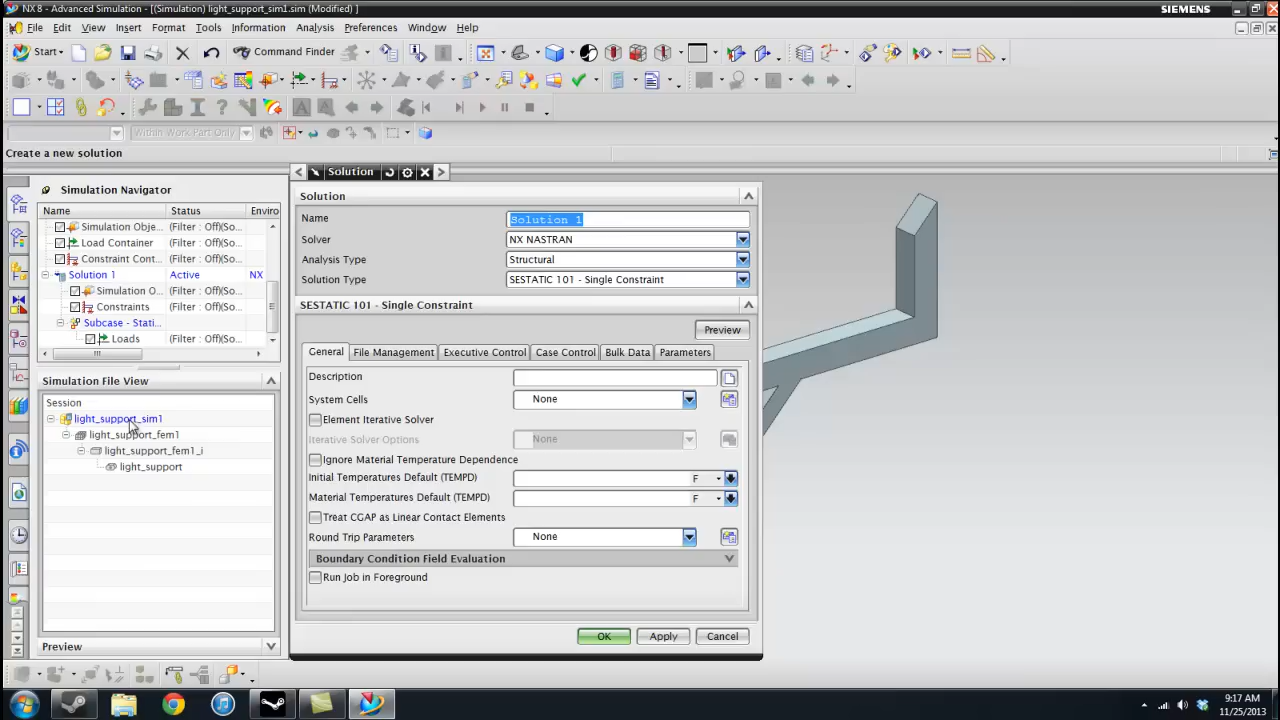 NX 8 - Advanced Simulation - [(Simulation) light_support_sim1.sim (Modified) ]
SIEMENS
File Edit View Insert Format Tools Information Analysis Preferences Window Help
Start Command Finder
Within Work Part Only
Create a new solution
Simulation Navigator
Name Status Enviro
Simulation Obje... (Filter : Off)(So...
Load Container (Filter : Off)(So...
Constraint Cont... (Filter : Off)(So...
Solution 1 Active NX
Simulation O... (Filter : Off)(So...
Constraints (Filter : Off)(So...
Subcase - Stati...
Loads (Filter : Off)(So...
Simulation File View
Session
light_support_sim1
light_support_fem1
light_support_fem1_i
light_support
Preview
Solution
Solution
Name Solution 1
Solver NX NASTRAN
Analysis Type Structural
Solution Type SESTATIC 101 - Single Constraint
SESTATIC 101 - Single Constraint
Preview
General File Management Executive Control Case Control Bulk Data Parameters
Description
System Cells None
Element Iterative Solver
Iterative Solver Options None
Ignore Material Temperature Dependence
Initial Temperatures Default (TEMPD) F
Material Temperatures Default (TEMPD) F
Treat CGAP as Linear Contact Elements
Round Trip Parameters None
Boundary Condition Field Evaluation
Run Job in Foreground
OK Apply Cancel
9:17 AM
11/25/2013